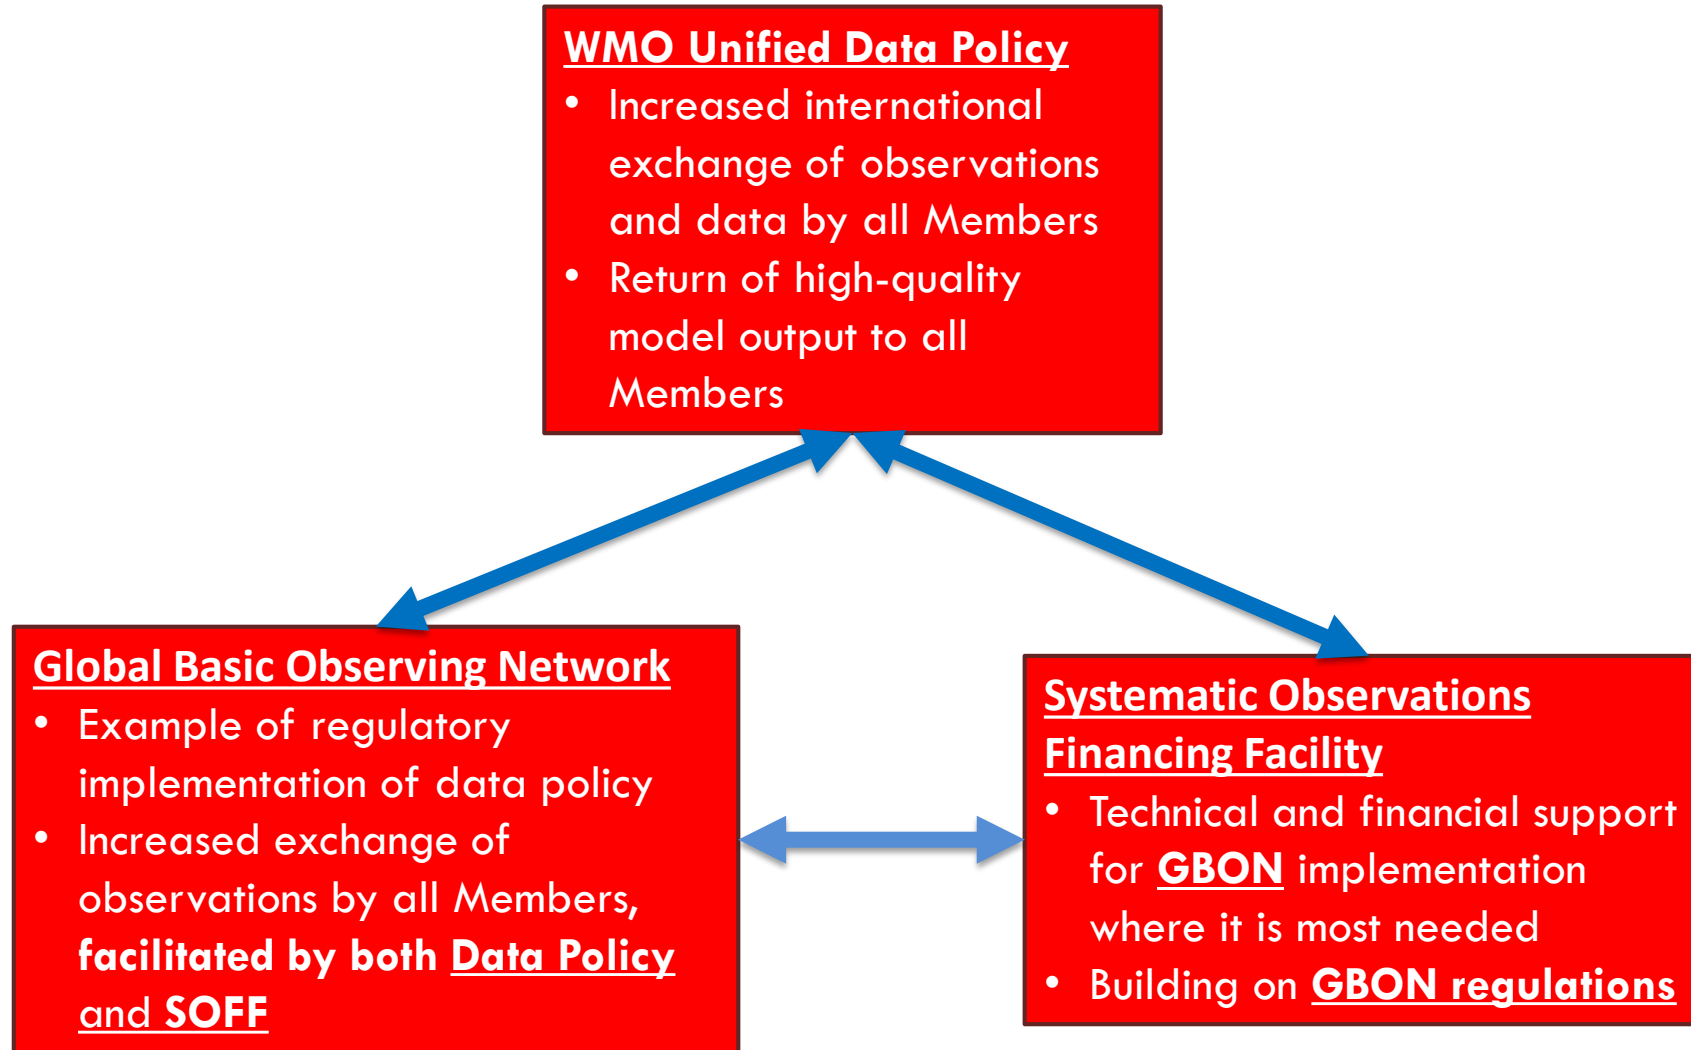 WMO Unified Data Policy
• Increased international
exchange of observations
and data by all Members
• Return of high-quality
model output to all
Members
Global Basic Observing Network
• Example of regulatory
implementation of data policy
• Increased exchange of
observations by all Members,
facilitated by both Data Policy
and SOFF
Systematic Observations
Financing Facility
• Technical and financial support
for GBON implementation
where it is most needed
• Building on GBON regulations